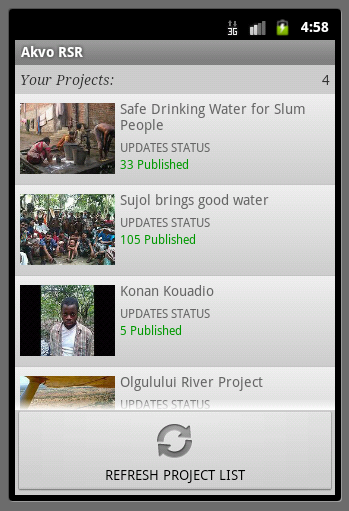 3G 4:58
Akvo RSR
Your Projects: 4
Safe Drinking Water for Slum
People
UPDATES STATUS
33 Published
Sujol brings good water
UPDATES STATUS
105 Published
Konan Kouadio
UPDATES STATUS
5 Published
Olgulului River Project
UPDATES STATUS
REFRESH PROJECT LIST